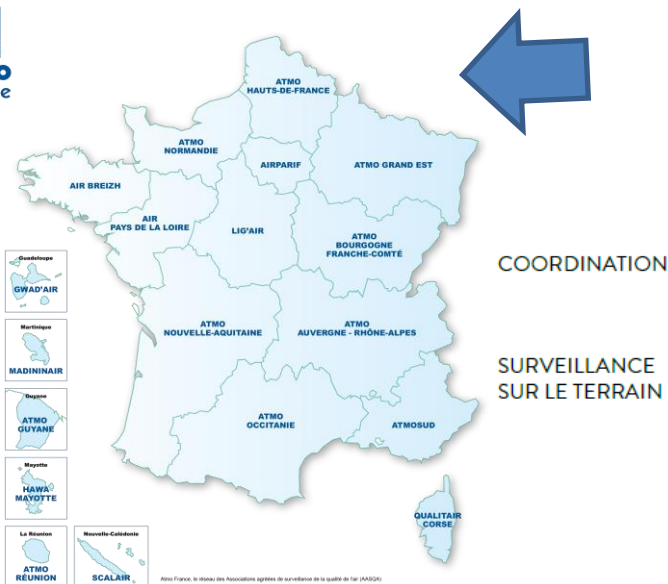 ATMO
HAUTS-DE-FRANCE
ATMO
NORMANDIE
AIRPARIF
ATMO GRAND EST
AIR BREIZH
AIR
PAYS DE LA LOIRE
LIG'AIR
ATMO
BOURGOGNE
FRANCHE-COMTÉ
COORDINATION
Guadeloupe
GWAD'AIR
Martinique
MADININAIR
ATMO
NOUVELLE-AQUITAINE
ATMO
AUVERGNE - RHÔNE-ALPES
SURVEILLANCE
SUR LE TERRAIN
Guyane
ATMO
GUYANE
ATMO
OCCITANIE
ATMOSUD
Mayotte
HAWA
MAYOTTE
QUALITAIR
CORSE
La Réunion
ATMO
RÉUNION
Nouvelle-Calédonie
SCALAIR
Atmo France, le réseau des Associations agréées de surveillance de la qualité de l'air (AASQA)